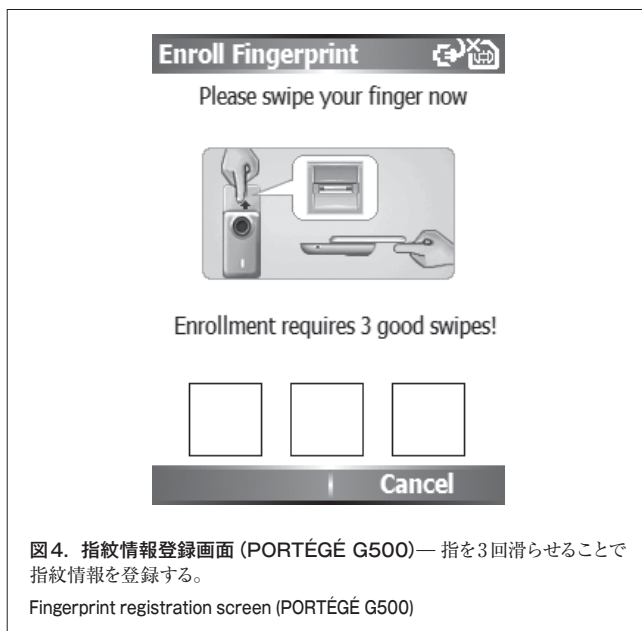 Enroll Fingerprint
Please swipe your finger now
Enrollment requires 3 good swipes!
Cancel
図4. 指紋情報登録画面 (PORTÉGÉ G500)― 指を3回滑らせることで
指紋情報を登録する。
Fingerprint registration screen (PORTÉGÉ G500)